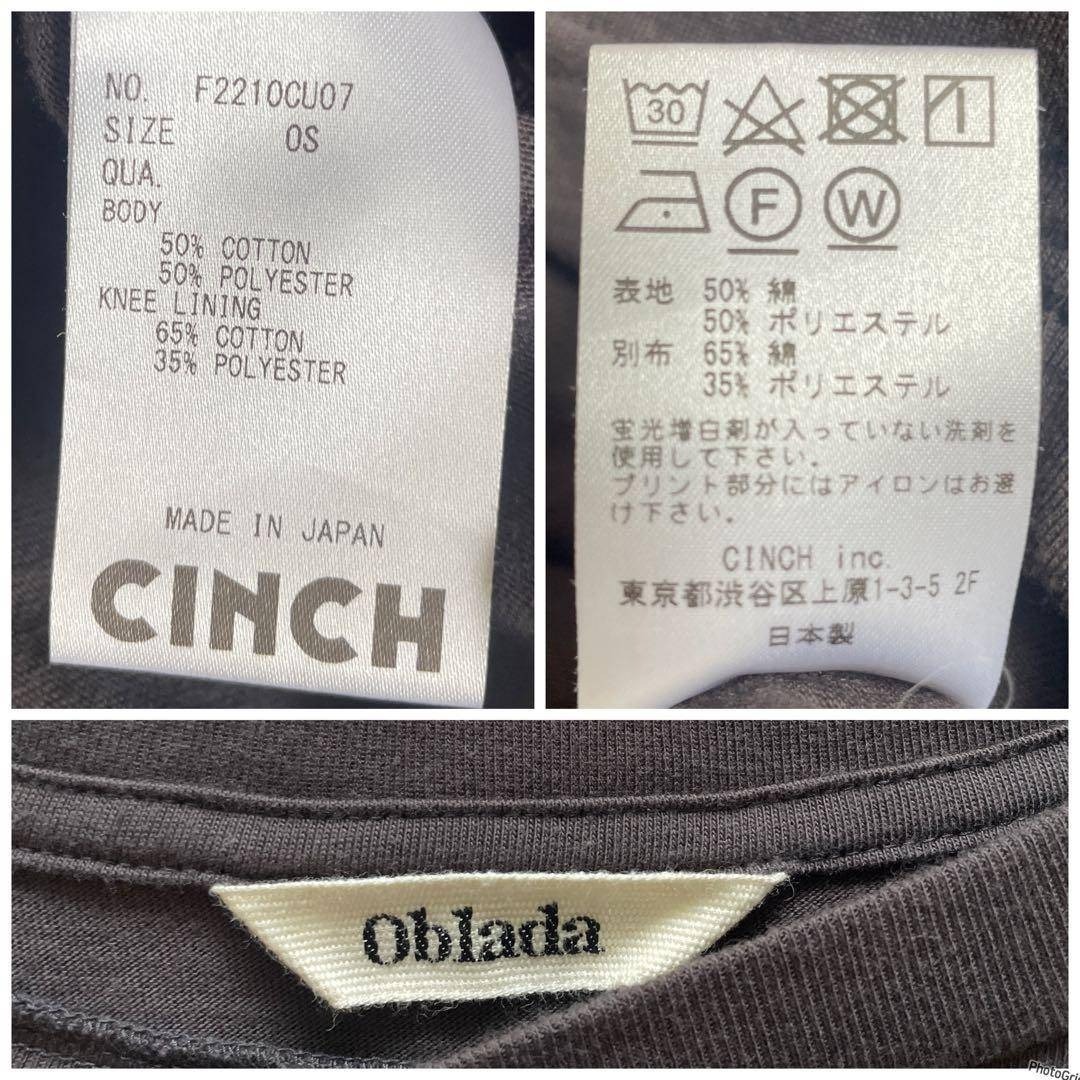 NO. F2210CU07
SIZE OS
QUA.
BODY
50% COTTON
50% POLYESTER
KNEE LINING
65% COTTON
35% POLYESTER
MADE IN JAPAN
CINCH
30
F W
表地 50% 綿
50% ポリエステル
別布 65% 綿
35% ポリエステル
蛍光増白剤が入っていない洗剤を
使用して下さい.
プリント部分にはアイロンはお避
け下さい。
CINCH inc.
東京都渋谷区上原1-3-5 2F
日本製
Oblada